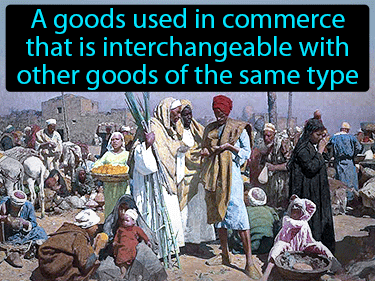 A goods used in commerce
that is interchangeable with
other goods of the same type